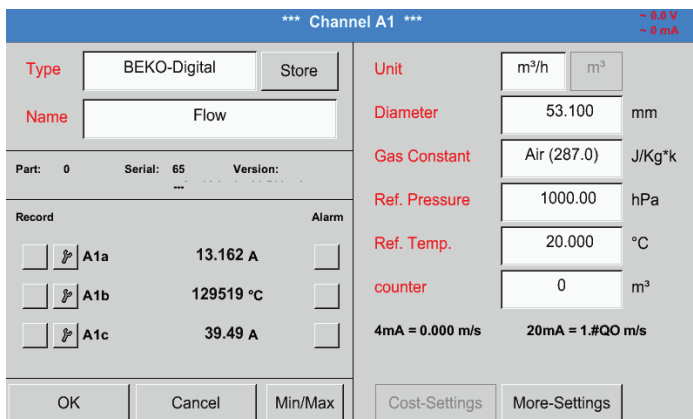 *** Channel A1 ***
~ 0.0 V
~ 0 mA
Type BEKO-Digital Store
Name Flow
Part: 0 Serial: 65 Version:
---
Record Alarm
A1a 13.162 A
A1b 129519 °C
A1c 39.49 A
OK Cancel Min/Max
Unit m³/h m³
Diameter 53.100 mm
Gas Constant Air (287.0) J/Kg*k
Ref. Pressure 1000.00 hPa
Ref. Temp. 20.000 °C
counter 0 m³
4mA = 0.000 m/s 20mA = 1.#QO m/s
Cost-Settings More-Settings